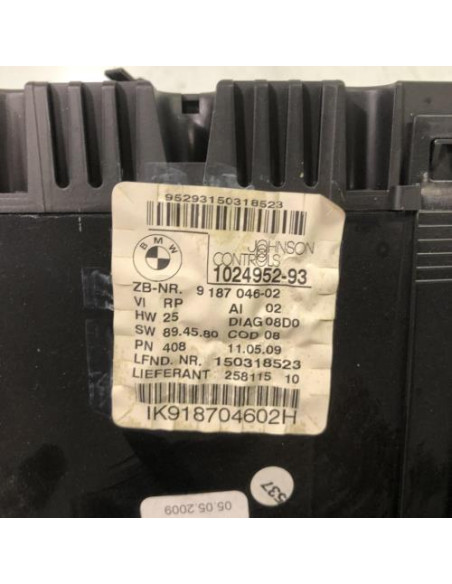 95293150318523
BMW
JOHNSON
CONTROLS
1024952-93
ZB-NR. 9 187 046-02
VI RP AI 02
HW 25 DIAG 08D0
SW 89.45.80 COD 08
PN 408 11.05.09
LFND. NR. 150318523
LIEFERANT 258115 10
IK918704602H
537
05.05.2009